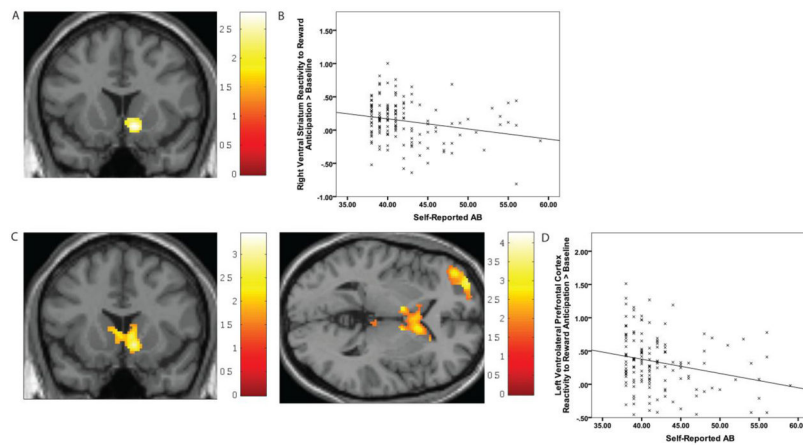 A
2 5
2
1 5
1
0 5
0
B
Right Ventral Striatum Reactivity to Reward
Anticipation > Baseline
1.50
1.00
.50
.00
-.50
-1.00
35.00 40.00 45.00 50.00 55.00 60.00
Self-Reported AB
C
3
2 5
2
1 5
1
0 5
0
4
3 5
3
2 5
2
1 5
1
0 5
0
D
Left Ventrolateral Prefrontal Cortex
Reactivity to Reward Anticipation > Baseline
2.00
1.50
1.00
.50
.00
-.50
35.00 40.00 45.00 50.00 55.00 60.00
Self-Reported AB